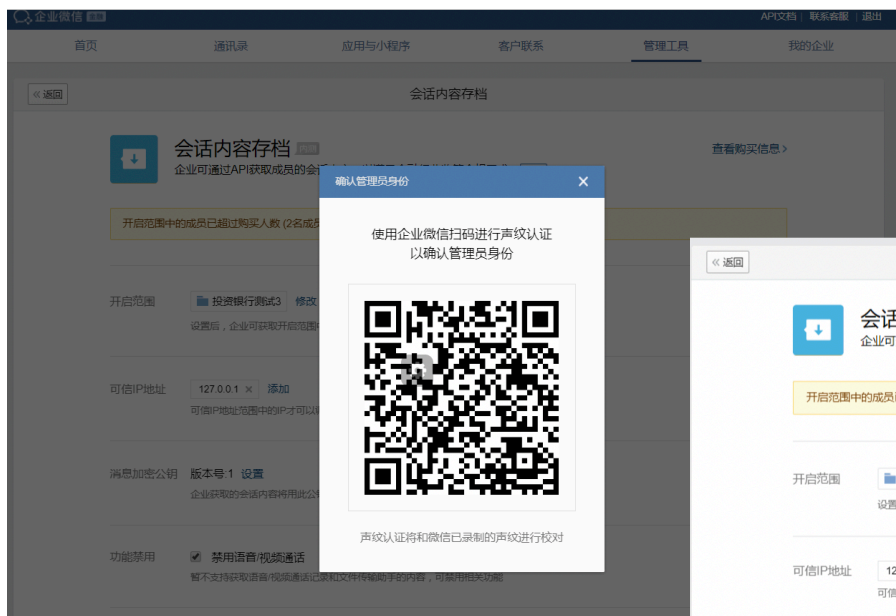 企业微信
API文档 | 联系客服 | 退出
首页 通讯录 应用与小程序 客户联系 管理工具 我的企业
« 返回
会话内容存档
会话内容存档
查看购买信息 >
企业可通过API获取成员的会
开启范围中的成员已超过购买人数 (2名成员
确认管理员身份
使用企业微信扫码进行声纹认证
以确认管理员身份
声纹认证将和微信已录制的声纹进行校对
开启范围 投资银行测试3 修改
设置后，企业可获取开启范围
可信IP地址 127.0.0.1 × 添加
可信IP地址范围中的IP才可以
消息加密公钥 版本号:1 设置
企业获取的会话内容将用此公
功能禁用 禁用语音/视频通话
暂不支持获取语音/视频通话记录和文件传输助手的内容，可禁用相关功能
« 返回
会话
企业可
开启范围中的成员
开启范围
设置
可信IP地址 12
可信